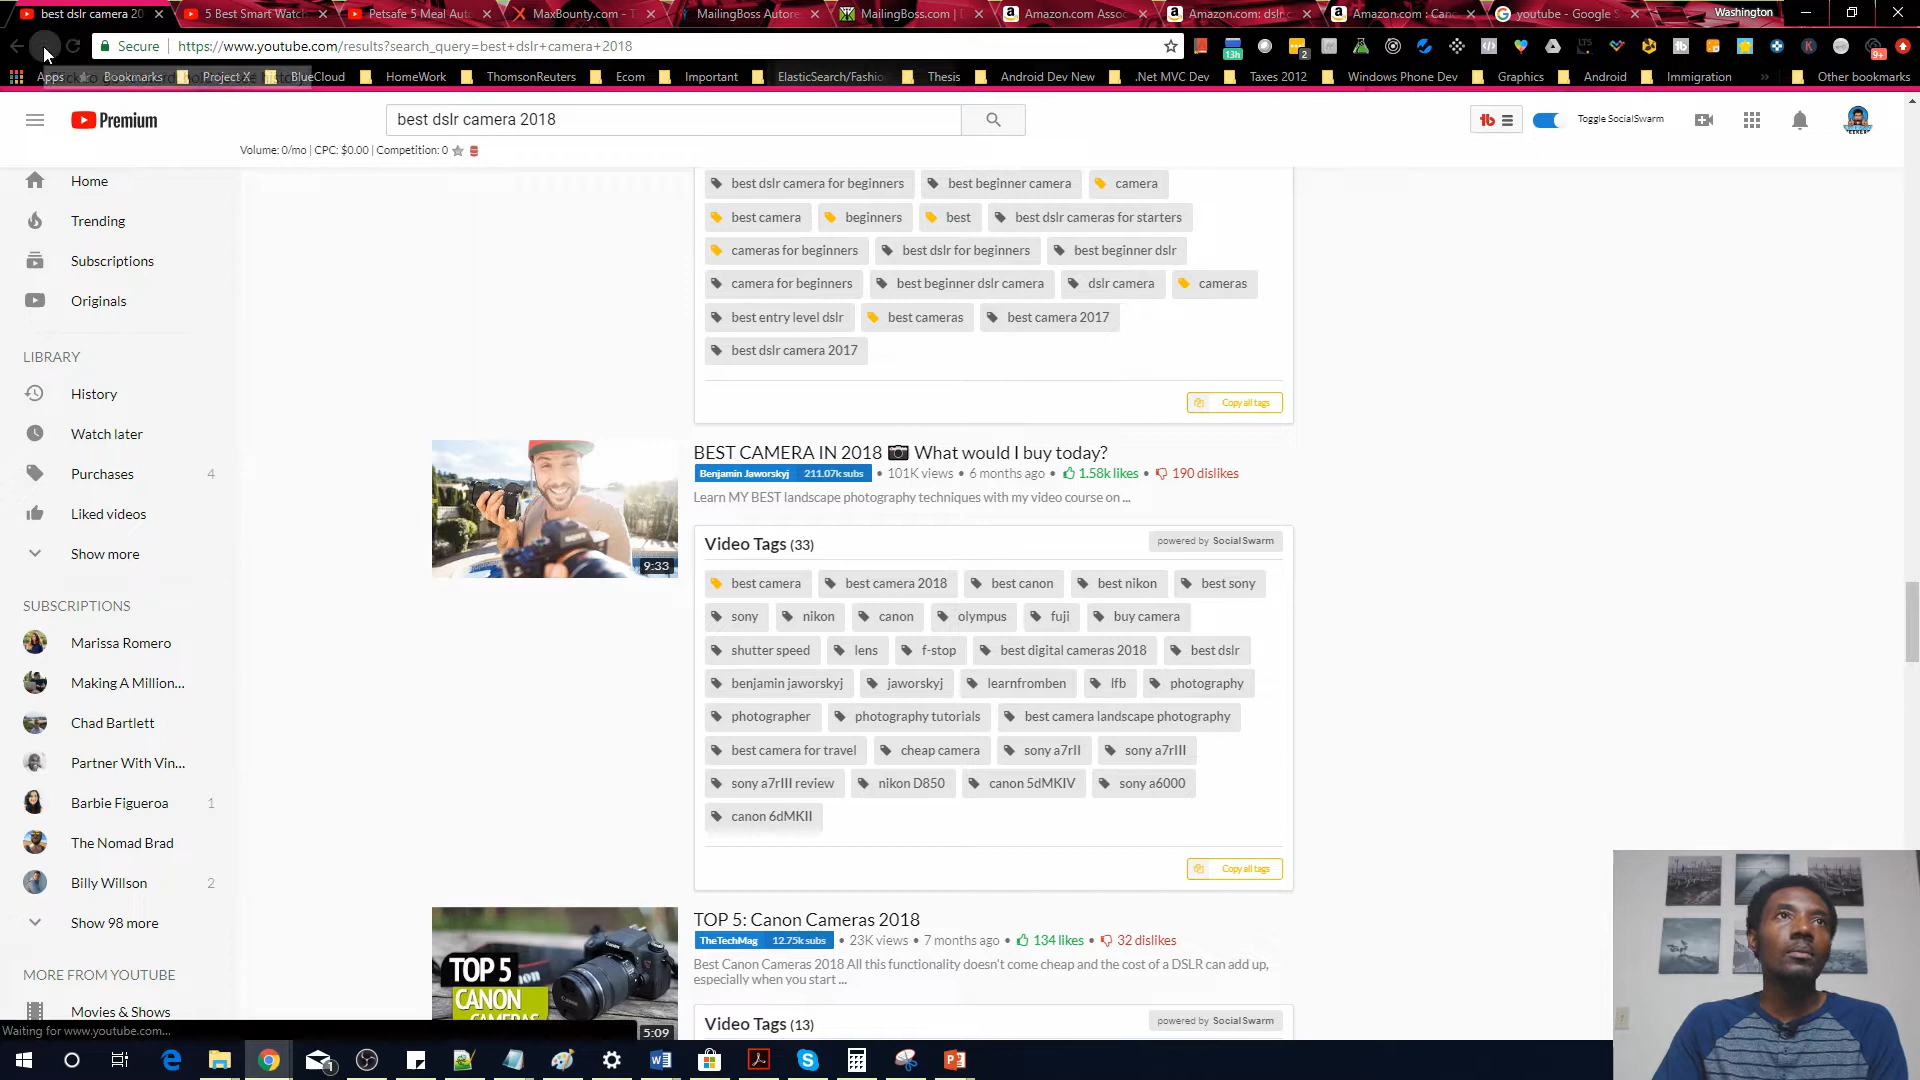 best dslr camera 20
5 Best Smart Watch
Petsafe 5 Meal Auto
MaxBounty.com - T
MailingBoss Autore
MailingBoss.com | D
Amazon.com Assoc
Amazon.com: dslr
Amazon.com : Can
youtube - Google S
Washington
Secure
https://www.youtube.com/results?search_query=best+dslr+camera+2018
13h
2
LTS
9+
Apps
Bookmarks
Project X
BlueCloud
HomeWork
ThomsonReuters
Ecom
Important
ElasticSearch/Fashio
Thesis
Android Dev New
.Net MVC Dev
Taxes 2012
Windows Phone Dev
Graphics
Android
Immigration
»
Other bookmarks
Premium
best dslr camera 2018
tb
Toggle SocialSwarm
Volume: 0/mo | CPC: $0.00 | Competition: 0
Home
Trending
Subscriptions
Originals
LIBRARY
History
Watch later
Purchases 4
Liked videos
Show more
SUBSCRIPTIONS
Marissa Romero
Making A Million...
Chad Bartlett
Partner With Vin...
Barbie Figueroa 1
The Nomad Brad
Billy Willson 2
Show 98 more
MORE FROM YOUTUBE
Movies & Shows
Waiting for www.youtube.com...
best dslr camera for beginners best beginner camera camera
best camera beginners best best dslr cameras for starters
cameras for beginners best dslr for beginners best beginner dslr
camera for beginners best beginner dslr camera dslr camera cameras
best entry level dslr best cameras best camera 2017
best dslr camera 2017
Copy all tags
9:33
BEST CAMERA IN 2018 📷 What would I buy today?
Benjamin Jaworskyj 211.07k subs • 101K views • 6 months ago • 1.58k likes • 190 dislikes
Learn MY BEST landscape photography techniques with my video course on ...
Video Tags (33)
powered by SocialSwarm
best camera best camera 2018 best canon best nikon best sony
sony nikon canon olympus fuji buy camera
shutter speed lens f-stop best digital cameras 2018 best dslr
benjamin jaworskyj jaworskyj learnfromben lfb photography
photographer photography tutorials best camera landscape photography
best camera for travel cheap camera sony a7rII sony a7rIII
sony a7rIII review nikon D850 canon 5dMKIV sony a6000
canon 6dMKII
Copy all tags
TOP 5
CANON
CAMERAS
5:09
TOP 5: Canon Cameras 2018
TheTechMag 12.75k subs • 23K views • 7 months ago • 134 likes • 32 dislikes
Best Canon Cameras 2018 All this functionality doesn't come cheap and the cost of a DSLR can add up,
especially when you start ...
Video Tags (13)
powered by SocialSwarm